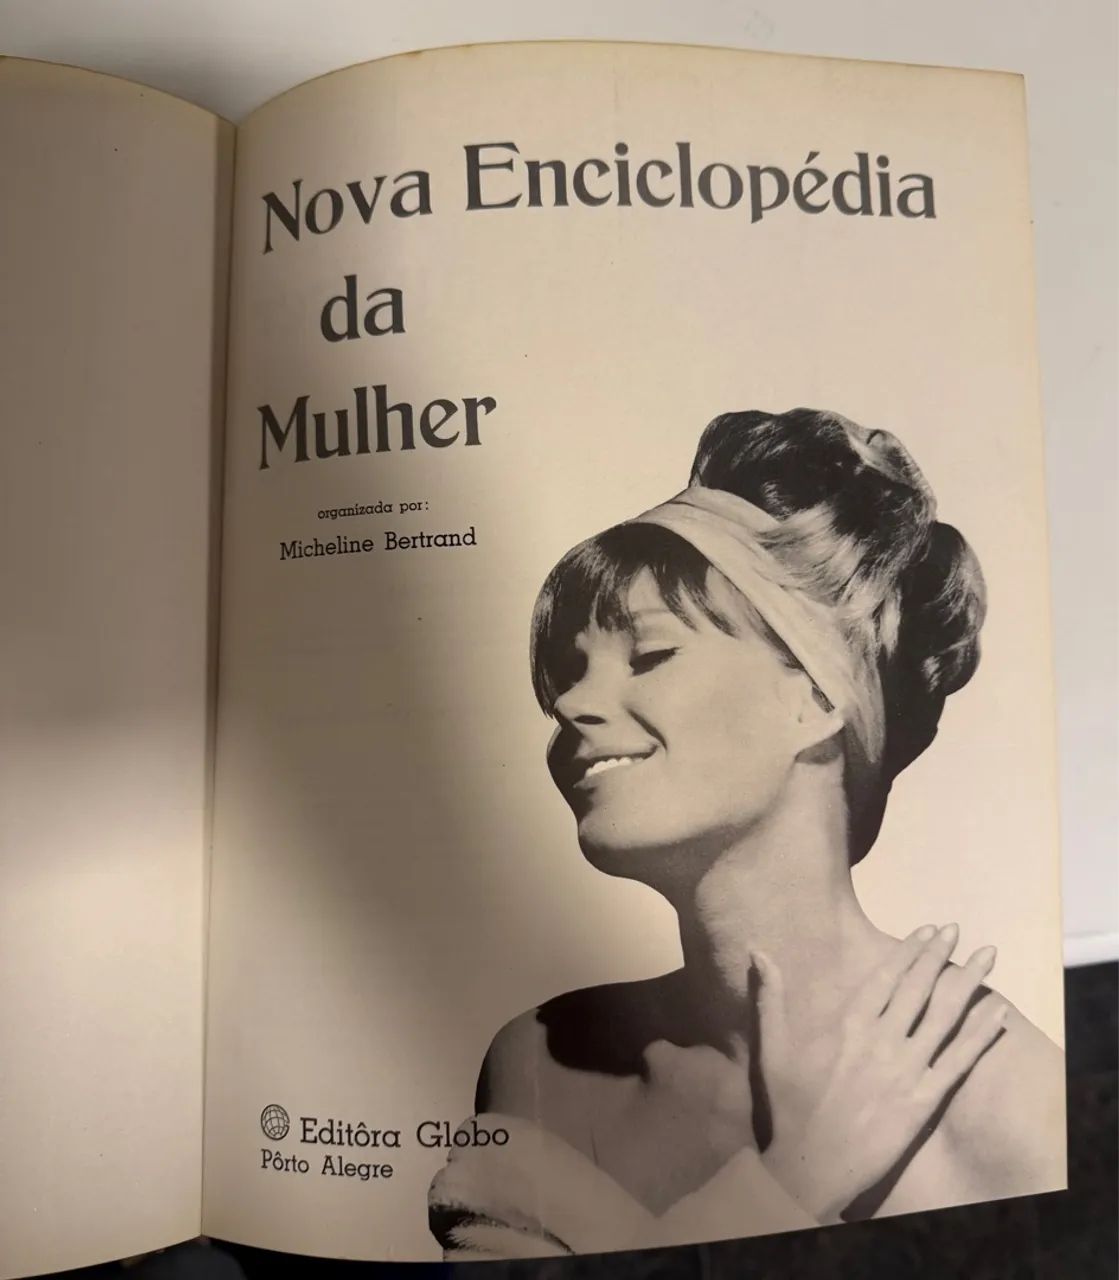 Nova Enciclopédia
da
Mulher
organizada por:
Micheline Bertrand
Editôra Globo
Pôrto Alegre